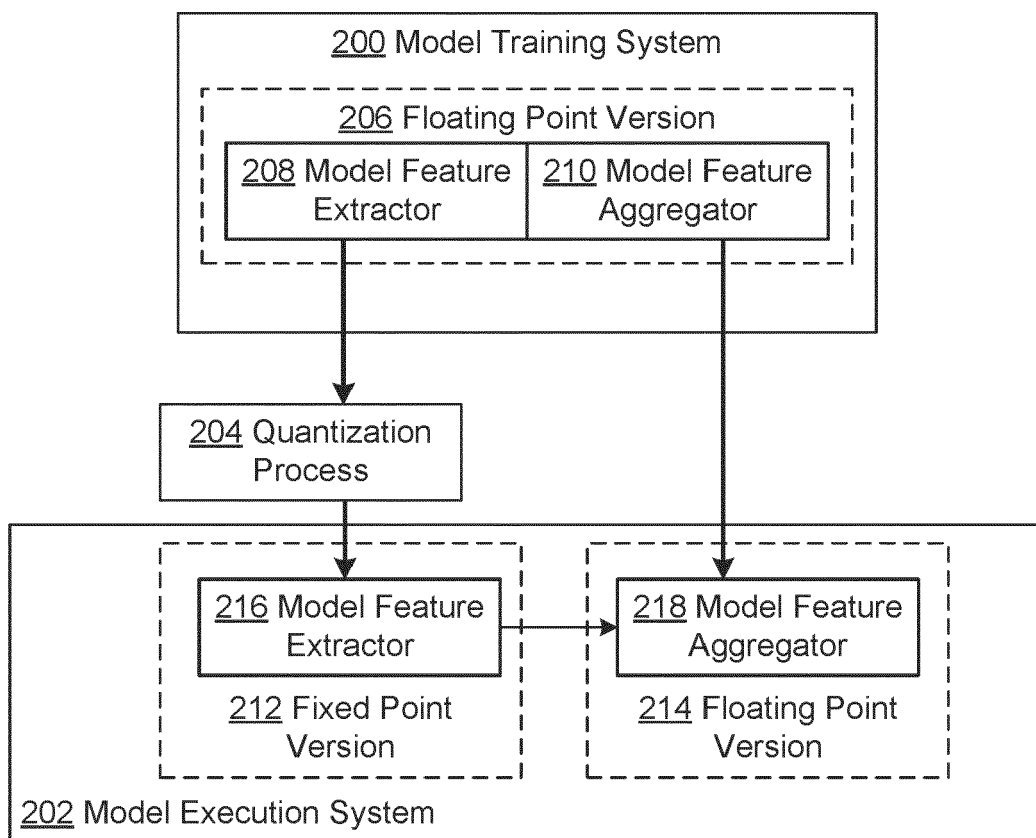 200 Model Training System
206 Floating Point Version
208 Model Feature
Extractor
210 Model Feature
Aggregator
204 Quantization
Process
216 Model Feature
Extractor
218 Model Feature
Aggregator
212 Fixed Point
Version
214 Floating Point
Version
202 Model Execution System